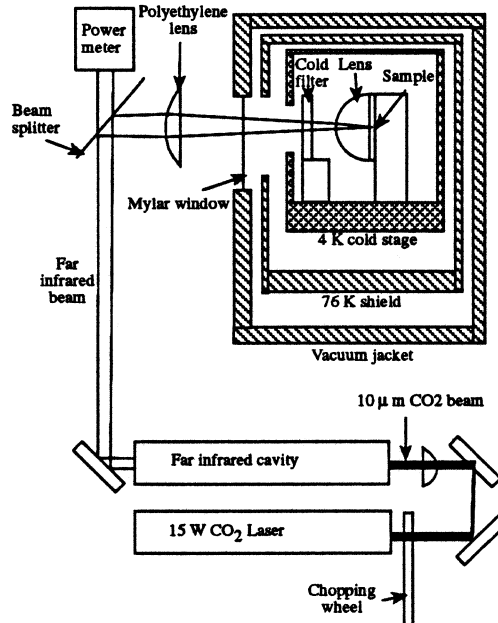 Power
meter
Polyethylene
lens
Cold
filter
Lens
Sample
Beam
splitter
Mylar window
4 K cold stage
Far
infrared
beam
76 K shield
Vacuum jacket
10 μ m CO2 beam
Far infrared cavity
15 W CO₂ Laser
Chopping
wheel